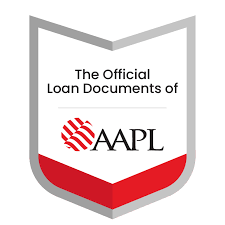 The Official
Loan Documents of
AAPL